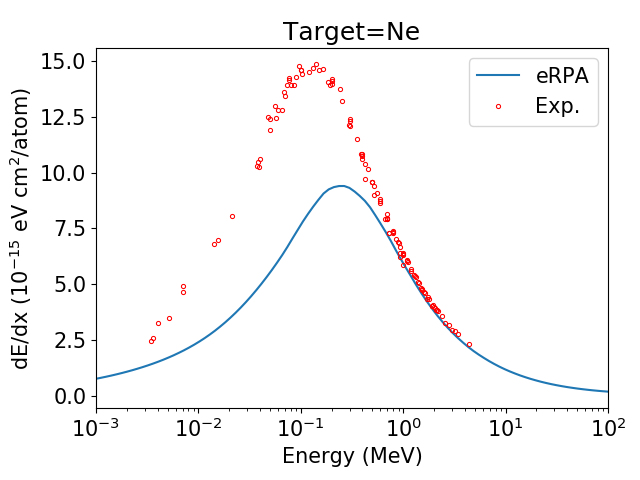 Target=Ne
eRPA
Exp.
dE/dx (10⁻¹⁵ eV cm²/atom)
15.0
12.5
10.0
7.5
5.0
2.5
0.0
10⁻³ 10⁻² 10⁻¹ 10⁰ 10¹ 10²
Energy (MeV)